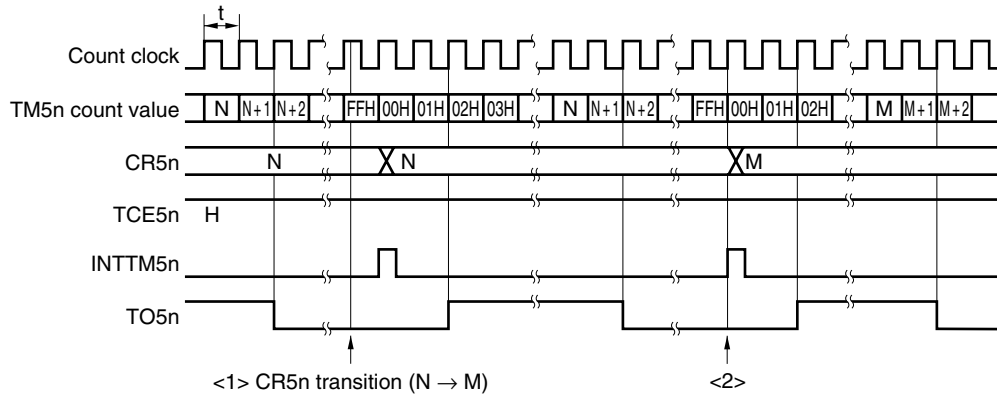 t
Count clock
TM5n count value N N+1 N+2 FFH 00H 01H 02H 03H N N+1 N+2 FFH 00H 01H 02H M M+1 M+2
CR5n N N M
TCE5n H
INTTM5n
TO5n
<1> CR5n transition (N → M) <2>